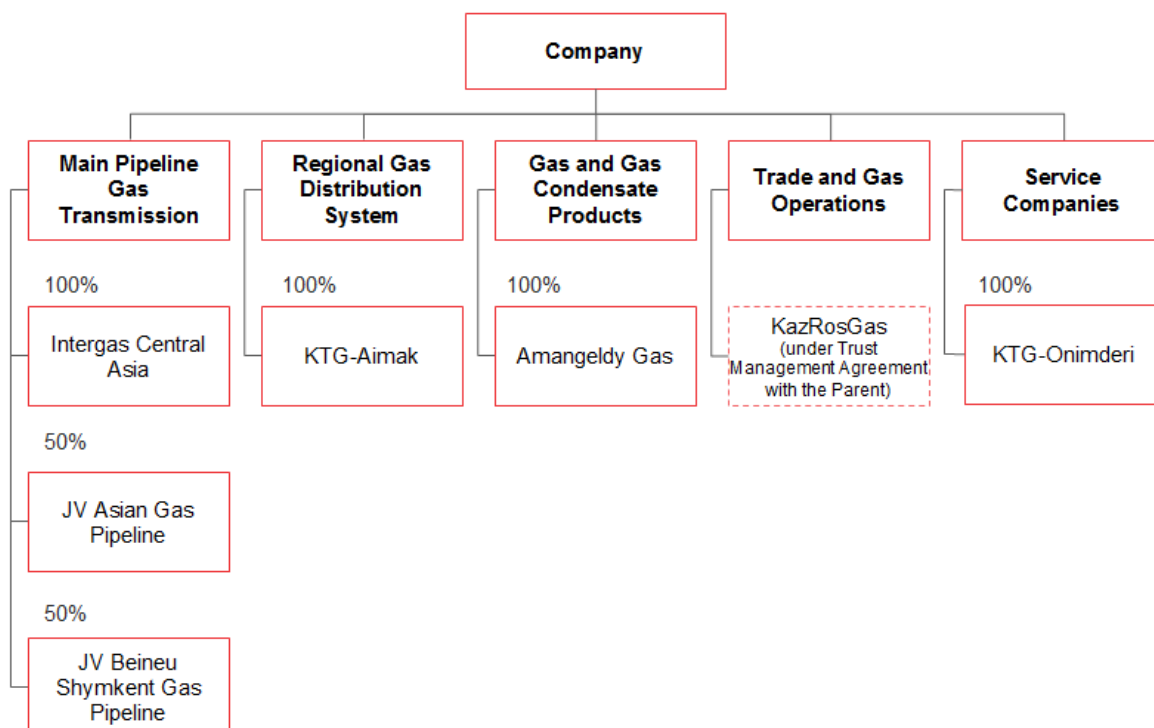 Company
Main Pipeline
Gas
Transmission
Regional Gas
Distribution
System
Gas and Gas
Condensate
Products
Trade and Gas
Operations
Service
Companies
100%
100%
100%
100%
Intergas Central
Asia
KTG-Aimak
Amangeldy Gas
KazRosGas
(under Trust
Management Agreement
with the Parent)
KTG-Onimderi
50%
JV Asian Gas
Pipeline
50%
JV Beineu
Shymkent Gas
Pipeline